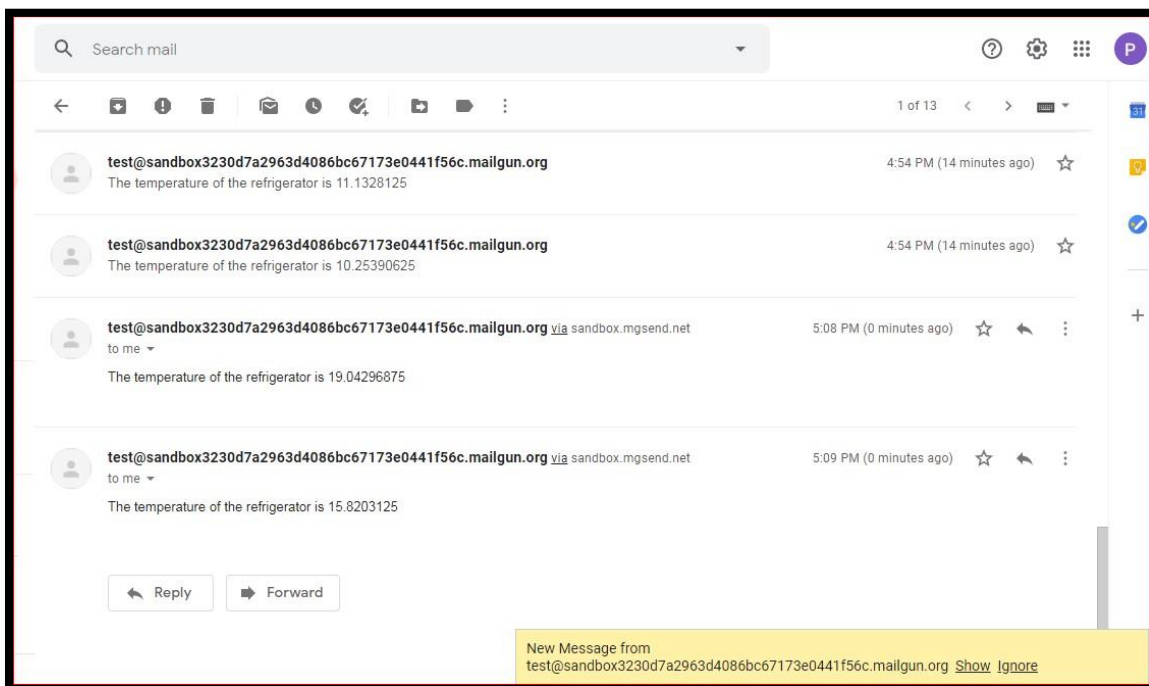 Search mail
P
1 of 13
31
test@sandbox3230d7a2963d4086bc67173e0441f56c.mailgun.org
4:54 PM (14 minutes ago)
The temperature of the refrigerator is 11.1328125
test@sandbox3230d7a2963d4086bc67173e0441f56c.mailgun.org
4:54 PM (14 minutes ago)
The temperature of the refrigerator is 10.25390625
test@sandbox3230d7a2963d4086bc67173e0441f56c.mailgun.org via sandbox.mgsend.net
5:08 PM (0 minutes ago)
to me
The temperature of the refrigerator is 19.04296875
test@sandbox3230d7a2963d4086bc67173e0441f56c.mailgun.org via sandbox.mgsend.net
5:09 PM (0 minutes ago)
to me
The temperature of the refrigerator is 15.8203125
Reply
Forward
New Message from
test@sandbox3230d7a2963d4086bc67173e0441f56c.mailgun.org Show Ignore